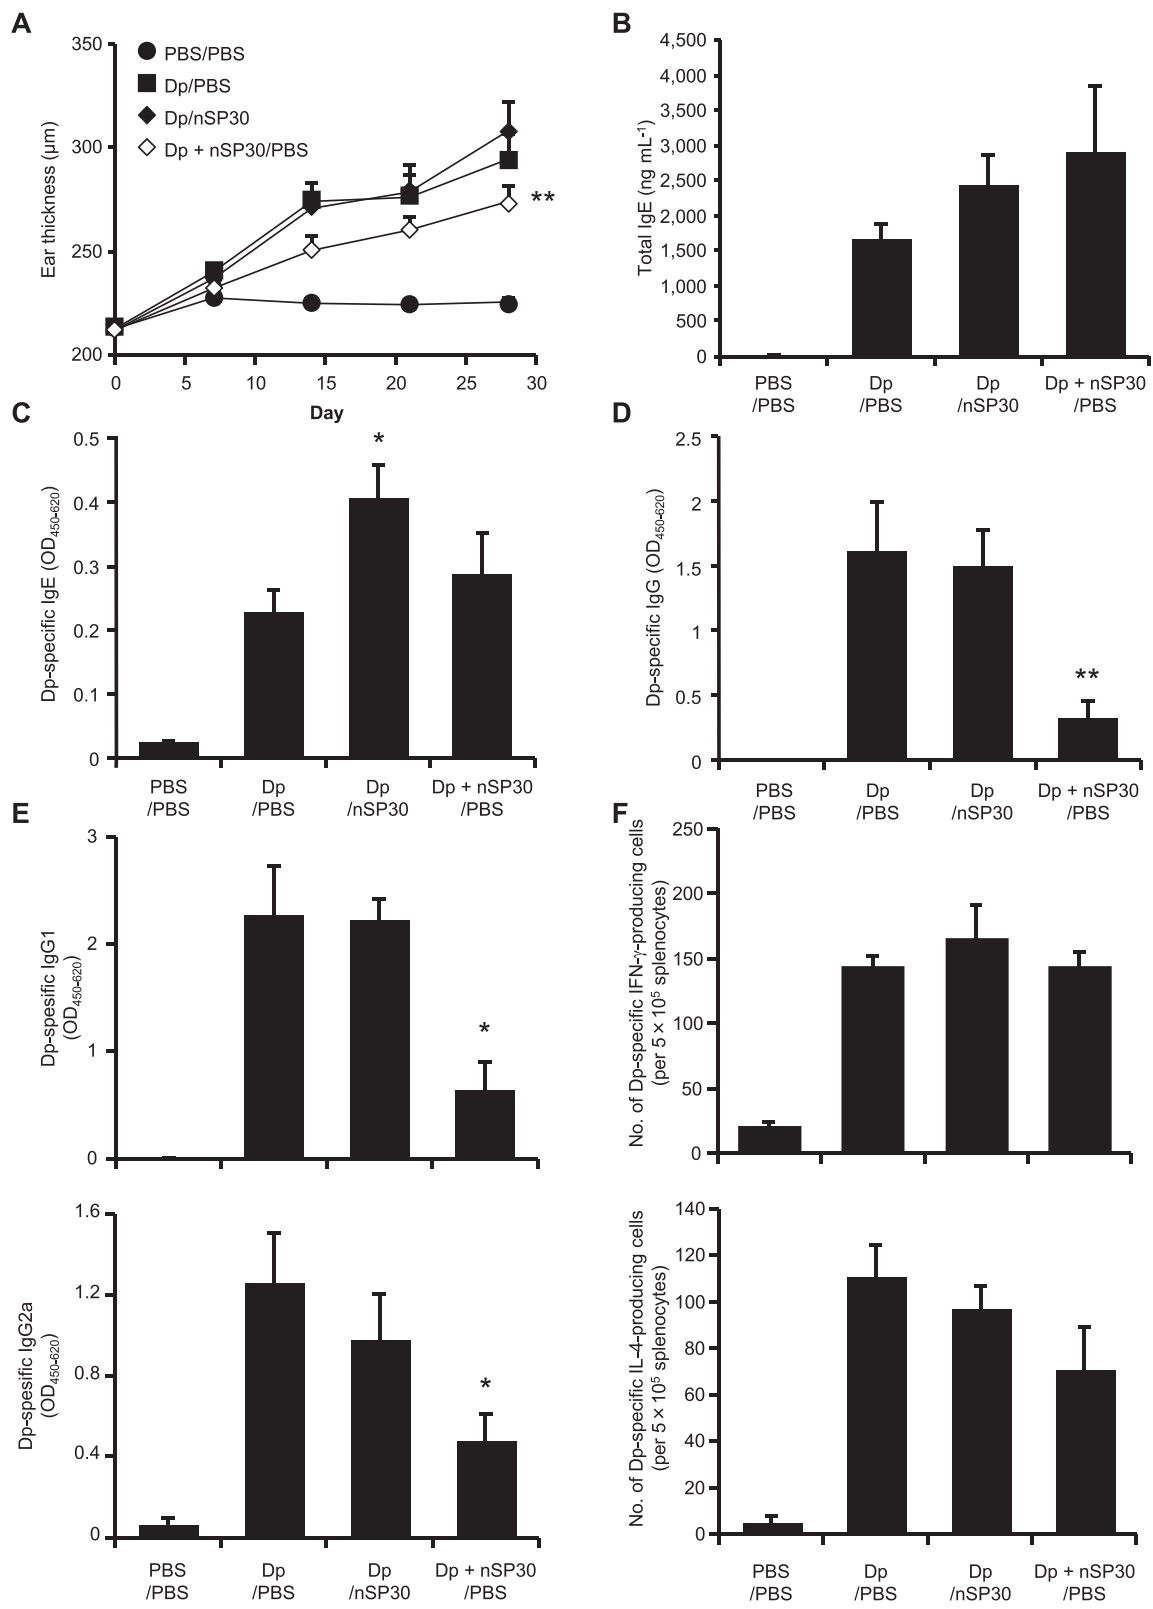 A
350
300
250
200
Ear thickness (µm)
PBS/PBS
Dp/PBS
Dp/nSP30
Dp + nSP30/PBS
**
0 5 10 15 20 25 30
Day
B
4,500
4,000
3,500
3,000
2,500
2,000
1,500
1,000
500
0
Total IgE (ng mL-1)
PBS Dp Dp Dp + nSP30
/PBS /PBS /nSP30 /PBS
C
0.5
0.4
0.3
0.2
0.1
0
Dp-specific IgE (OD450-620)
*
PBS Dp Dp Dp + nSP30
/PBS /PBS /nSP30 /PBS
D
2.5
2
1.5
1
0.5
0
Dp-specific IgG (OD450-620)
**
PBS Dp Dp Dp + nSP30
/PBS /PBS /nSP30 /PBS
E
3
2
1
0
Dp-spesific IgG1
(OD450-620)
*
1.6
1.2
0.8
0.4
0
Dp-spesific IgG2a
(OD450-620)
*
PBS Dp Dp Dp + nSP30
/PBS /PBS /nSP30 /PBS
F
250
200
150
100
50
0
No. of Dp-specific IFN-γ-producing cells
(per 5 × 105 splenocytes)
140
120
100
80
60
40
20
0
No. of Dp-specific IL-4-producing cells
(per 5 × 105 splenocytes)
PBS Dp Dp Dp + nSP30
/PBS /PBS /nSP30 /PBS